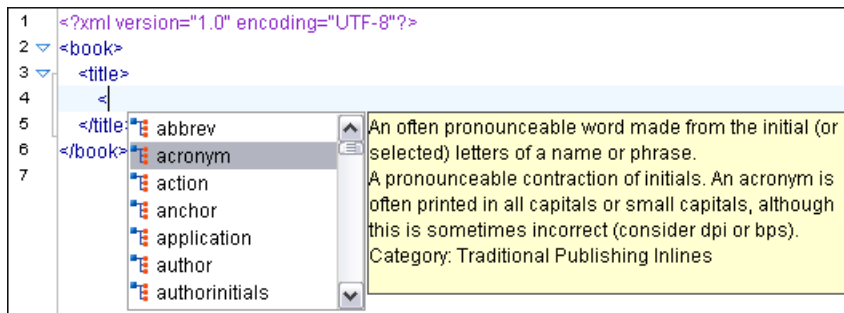 1 <?xml version="1.0" encoding="UTF-8"?>
2 <book>
3 <title>
4 <
5 </title>
6 </book>
7
abbrev
acronym
action
anchor
application
author
authorinitials
An often pronounceable word made from the initial (or
selected) letters of a name or phrase.
A pronounceable contraction of initials. An acronym is
often printed in all capitals or small capitals, although
this is sometimes incorrect (consider dpi or bps).
Category: Traditional Publishing Inlines